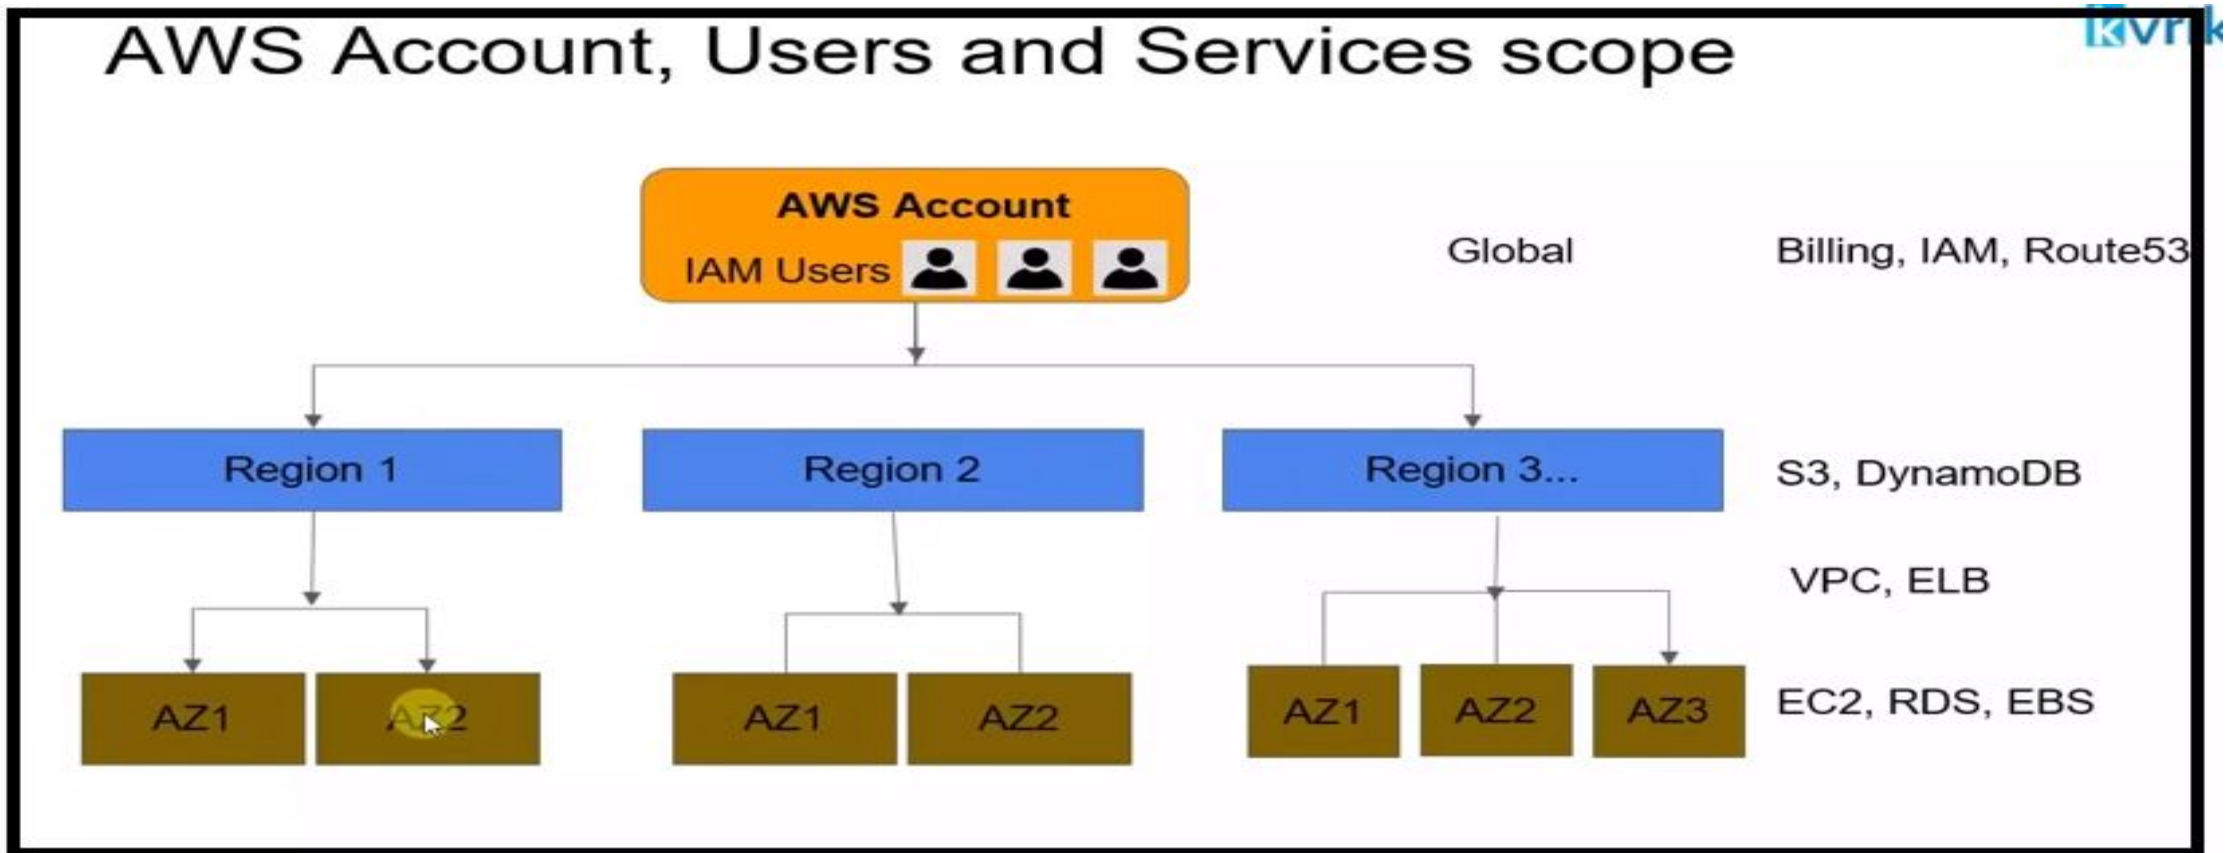 AWS Account, Users and Services scope
AWS Account
IAM Users
Global
Billing, IAM, Route53
Region 1
Region 2
Region 3...
S3, DynamoDB
VPC, ELB
AZ1
AZ2
AZ1
AZ2
AZ1
AZ2
AZ3
EC2, RDS, EBS